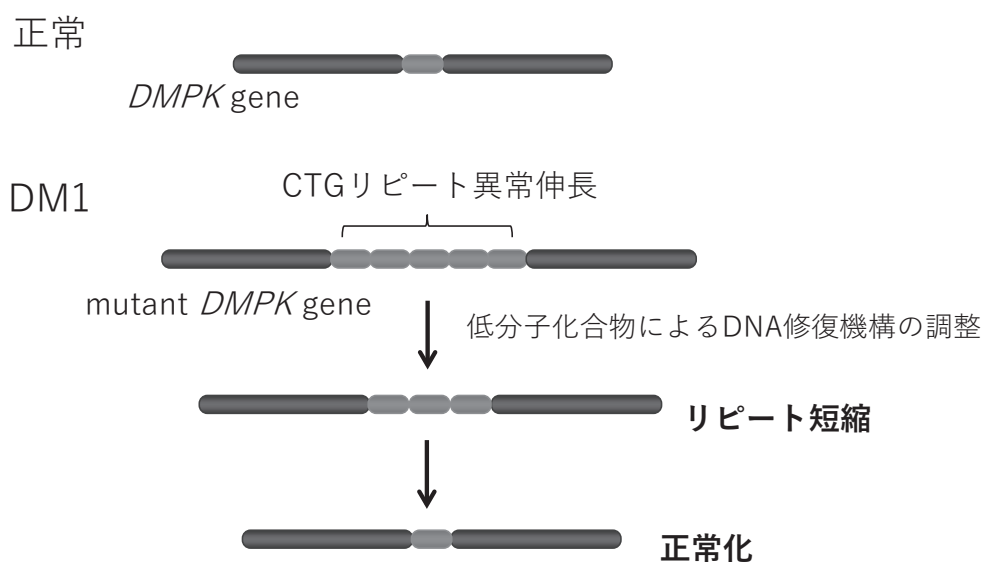 正常
DMPK gene
DM1
CTGリピート異常伸長
mutant DMPK gene
低分子化合物によるDNA修復機構の調整
リピート短縮
正常化